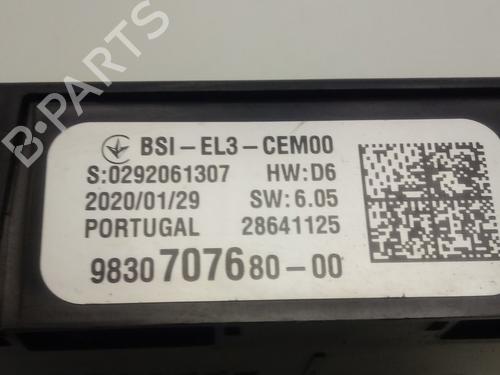 BSI-EL3-CEM00
S:0292061307 HW:D6
2020/01/29 SW:6.05
PORTUGAL 28641125
9830707680-00
B-PARTS